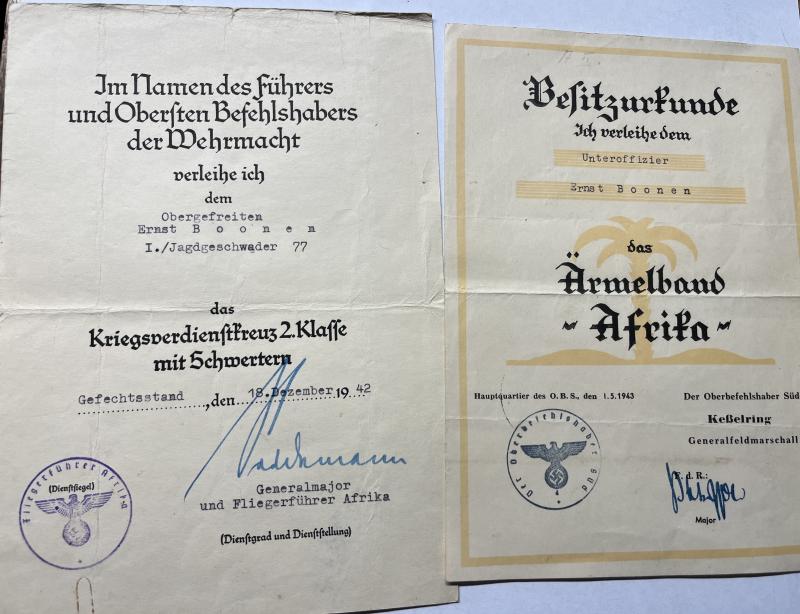 Im Namen des Führers
und Obersten Befehlshabers
der Wehrmacht
verleihe ich
dem
Obergefreiten
Ernst B o o n e n
I./Jagdgeschwader 77
das
Kriegsverdienstkreuz 2. Klasse
mit Schwertern
Gefechtsstand, den 18. Dezember 1942
Generalmajor
und Fliegerführer Afrika
(Dienstgrad und Dienststellung)
Fliegerführer Afrika
(Dienstsiegel)
Besitzurkunde
Ich verleihe dem
Unteroffizier
Ernst B o o n e n
das
Ärmelband
"Afrika"
Hauptquartier des O.B.S., den 1.5.1943
Der Oberbefehlshaber Süd
Keßelring
Generalfeldmarschall
F. d. R.:
Major
Der Oberbefehlshaber Süd
4